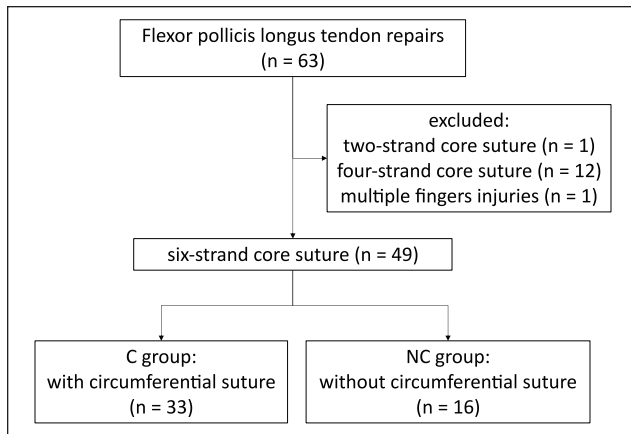 Flexor pollicis longus tendon repairs
(n = 63)
excluded:
two-strand core suture (n = 1)
four-strand core suture (n = 12)
multiple fingers injuries (n = 1)
six-strand core suture (n = 49)
C group:
with circumferential suture
(n = 33)
NC group:
without circumferential suture
(n = 16)